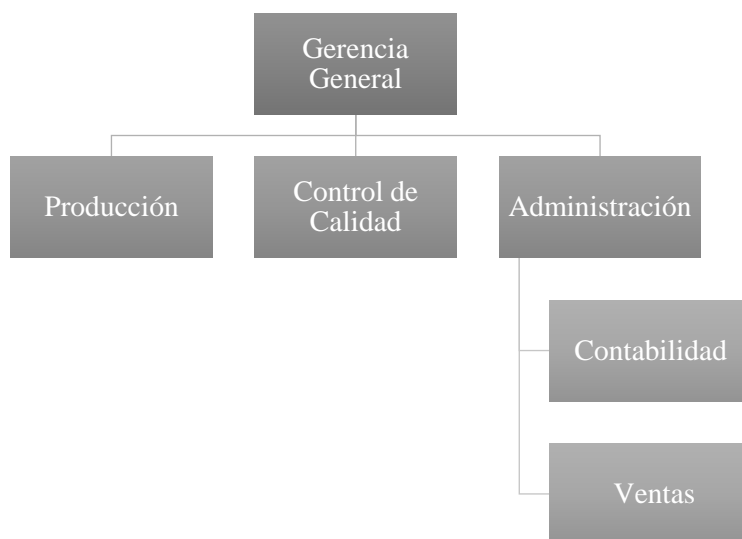 Gerencia
General
Producción
Control de
Calidad
Administración
Contabilidad
Ventas